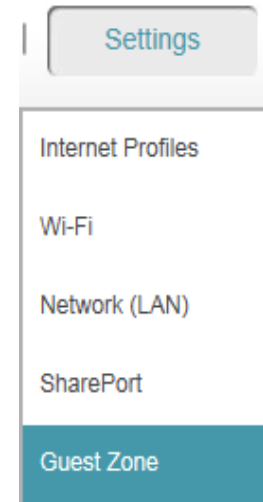 Settings
Internet Profiles
Wi-Fi
Network (LAN)
SharePort
Guest Zone